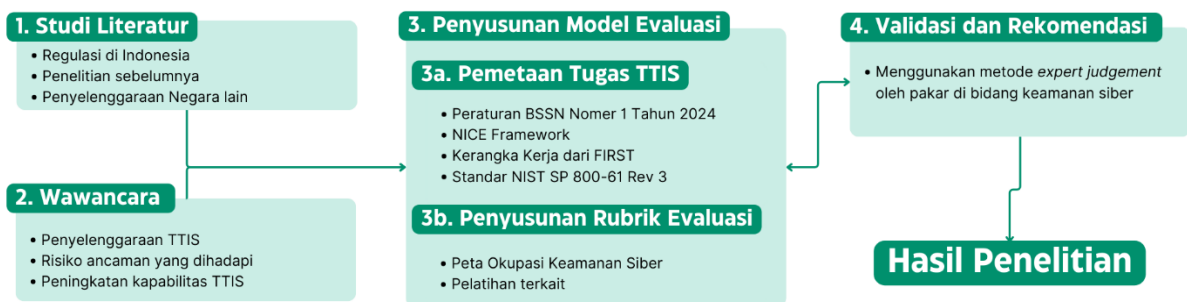 1. Studi Literatur
• Regulasi di Indonesia
• Penelitian sebelumnya
• Penyelenggaraan Negara lain
2. Wawancara
• Penyelenggaraan TTIS
• Risiko ancaman yang dihadapi
• Peningkatan kapabilitas TTIS
3. Penyusunan Model Evaluasi
3a. Pemetaan Tugas TTIS
• Peraturan BSSN Nomer 1 Tahun 2024
• NICE Framework
• Kerangka Kerja dari FIRST
• Standar NIST SP 800-61 Rev 3
3b. Penyusunan Rubrik Evaluasi
• Peta Okupasi Keamanan Siber
• Pelatihan terkait
4. Validasi dan Rekomendasi
• Menggunakan metode expert judgement
oleh pakar di bidang keamanan siber
Hasil Penelitian